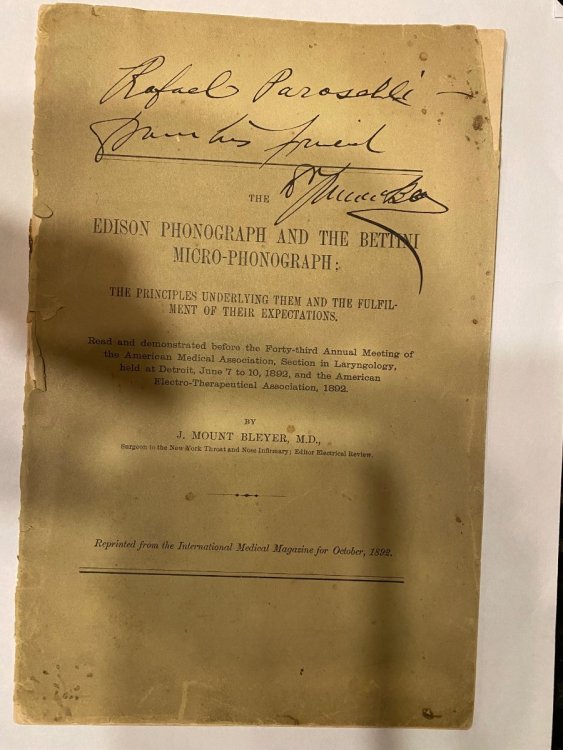 Rafael
from his friend
Dr
THE
EDISON PHONOGRAPH AND THE BETTINI
MICRO-PHONOGRAPH:
THE PRINCIPLES UNDERLYING THEM AND THE FULFIL-
MENT OF THEIR EXPECTATIONS.
Read and demonstrated before the Forty-third Annual Meeting of
the American Medical Association, Section in Laryngology,
held at Detroit, June 7 to 10, 1892, and the American
Electro-Therapeutical Association, 1892.
BY
J. MOUNT BLEYER, M.D.,
Surgeon to the New York Throat and Nose Infirmary; Editor Electrical Review.
Reprinted from the International Medical Magazine for October, 1892.